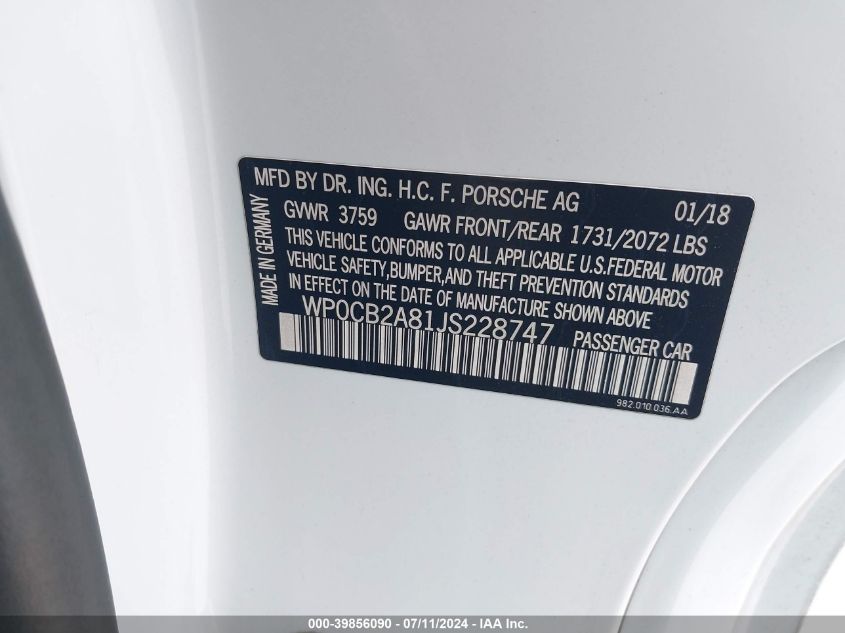 MFD BY DR. ING. H.C. F. PORSCHE AG 01/18
GVWR 3759 GAWR FRONT/REAR 1731/2072 LBS
THIS VEHICLE CONFORMS TO ALL APPLICABLE U.S.FEDERAL MOTOR
VEHICLE SAFETY,BUMPER,AND THEFT PREVENTION STANDARDS
IN EFFECT ON THE DATE OF MANUFACTURE SHOWN ABOVE
WP0CB2A81JS228747 PASSENGER CAR
982.010.036.AA
MADE IN GERMANY
000-39856090 - 07/11/2024 - IAA Inc.